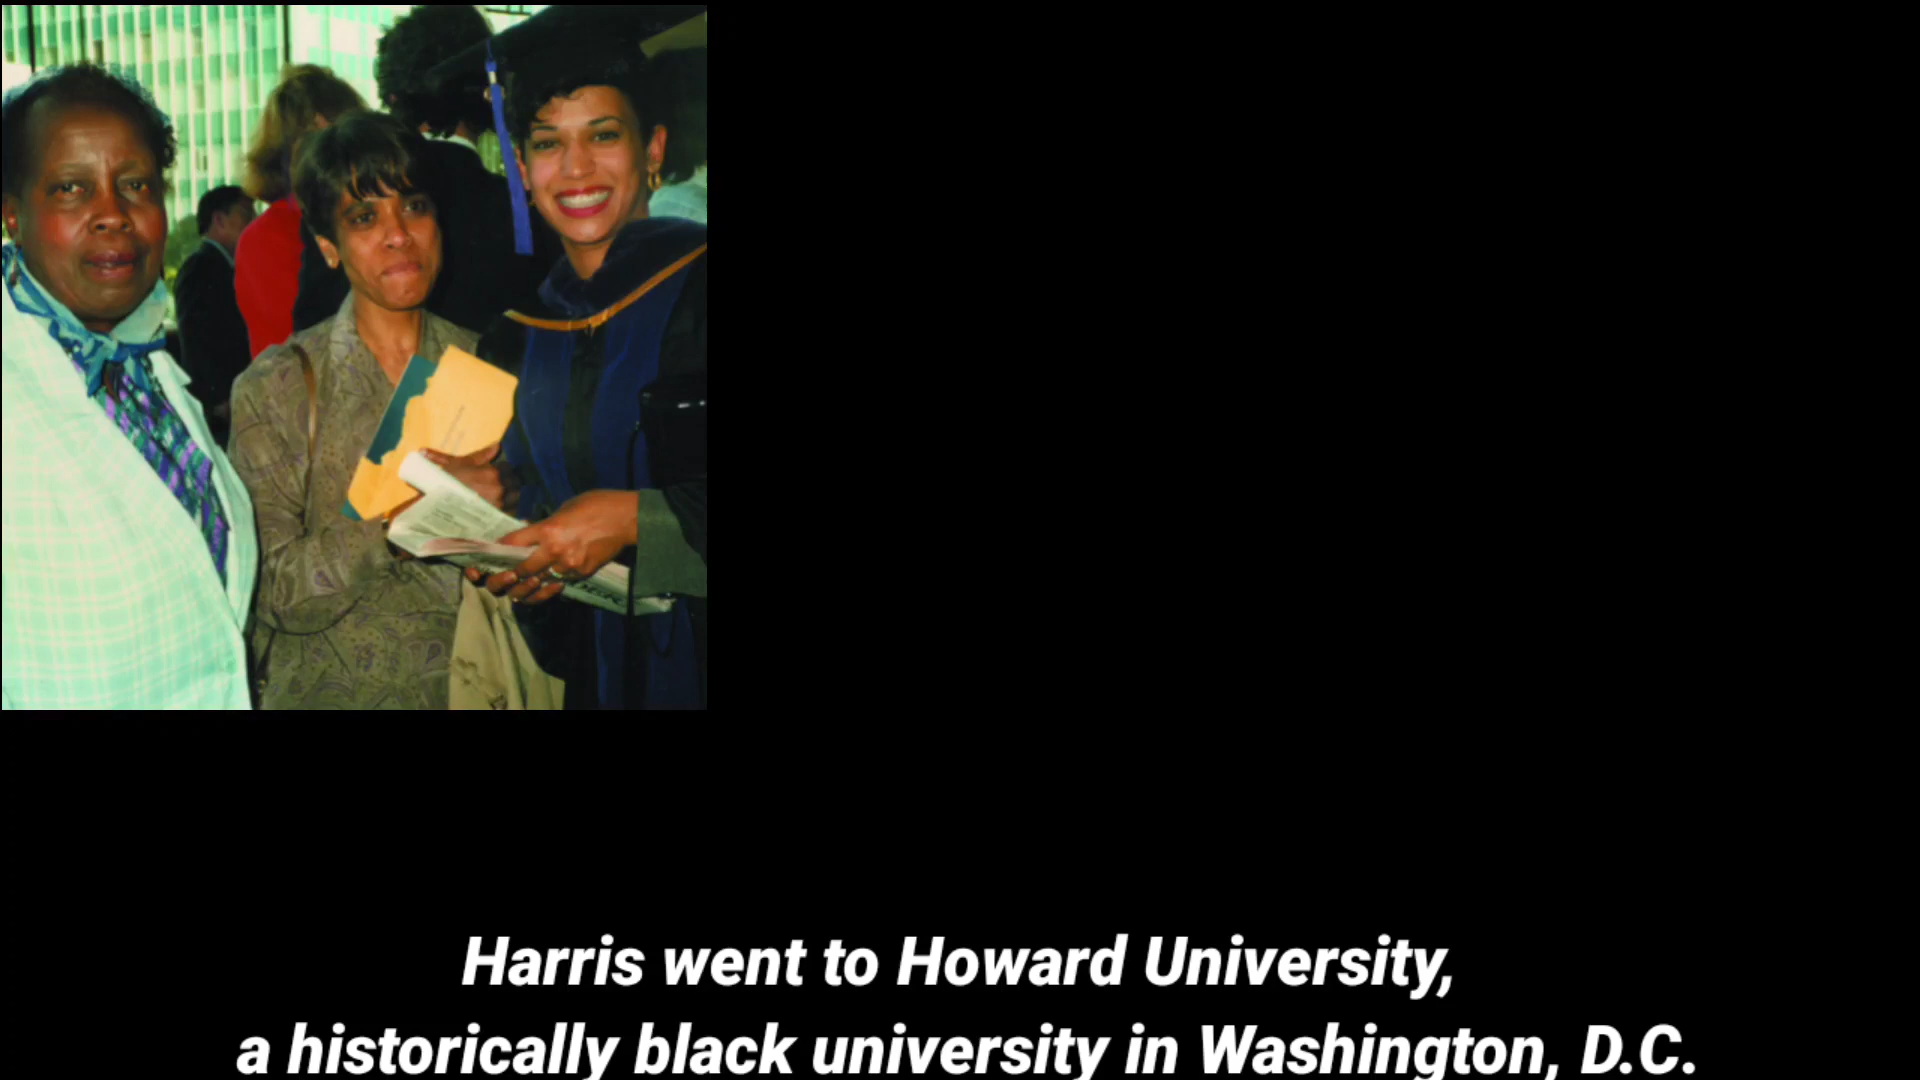 Harris went to Howard University,
a historically black university in Washington, D.C.